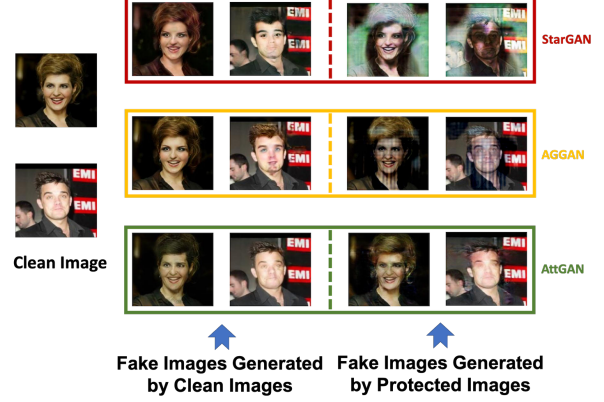 EMI
EMI
StarGAN
EMI
EMI
EMI
AGGAN
Clean Image
EMI
EMI
AttGAN
Fake Images Generated
by Clean Images
Fake Images Generated
by Protected Images